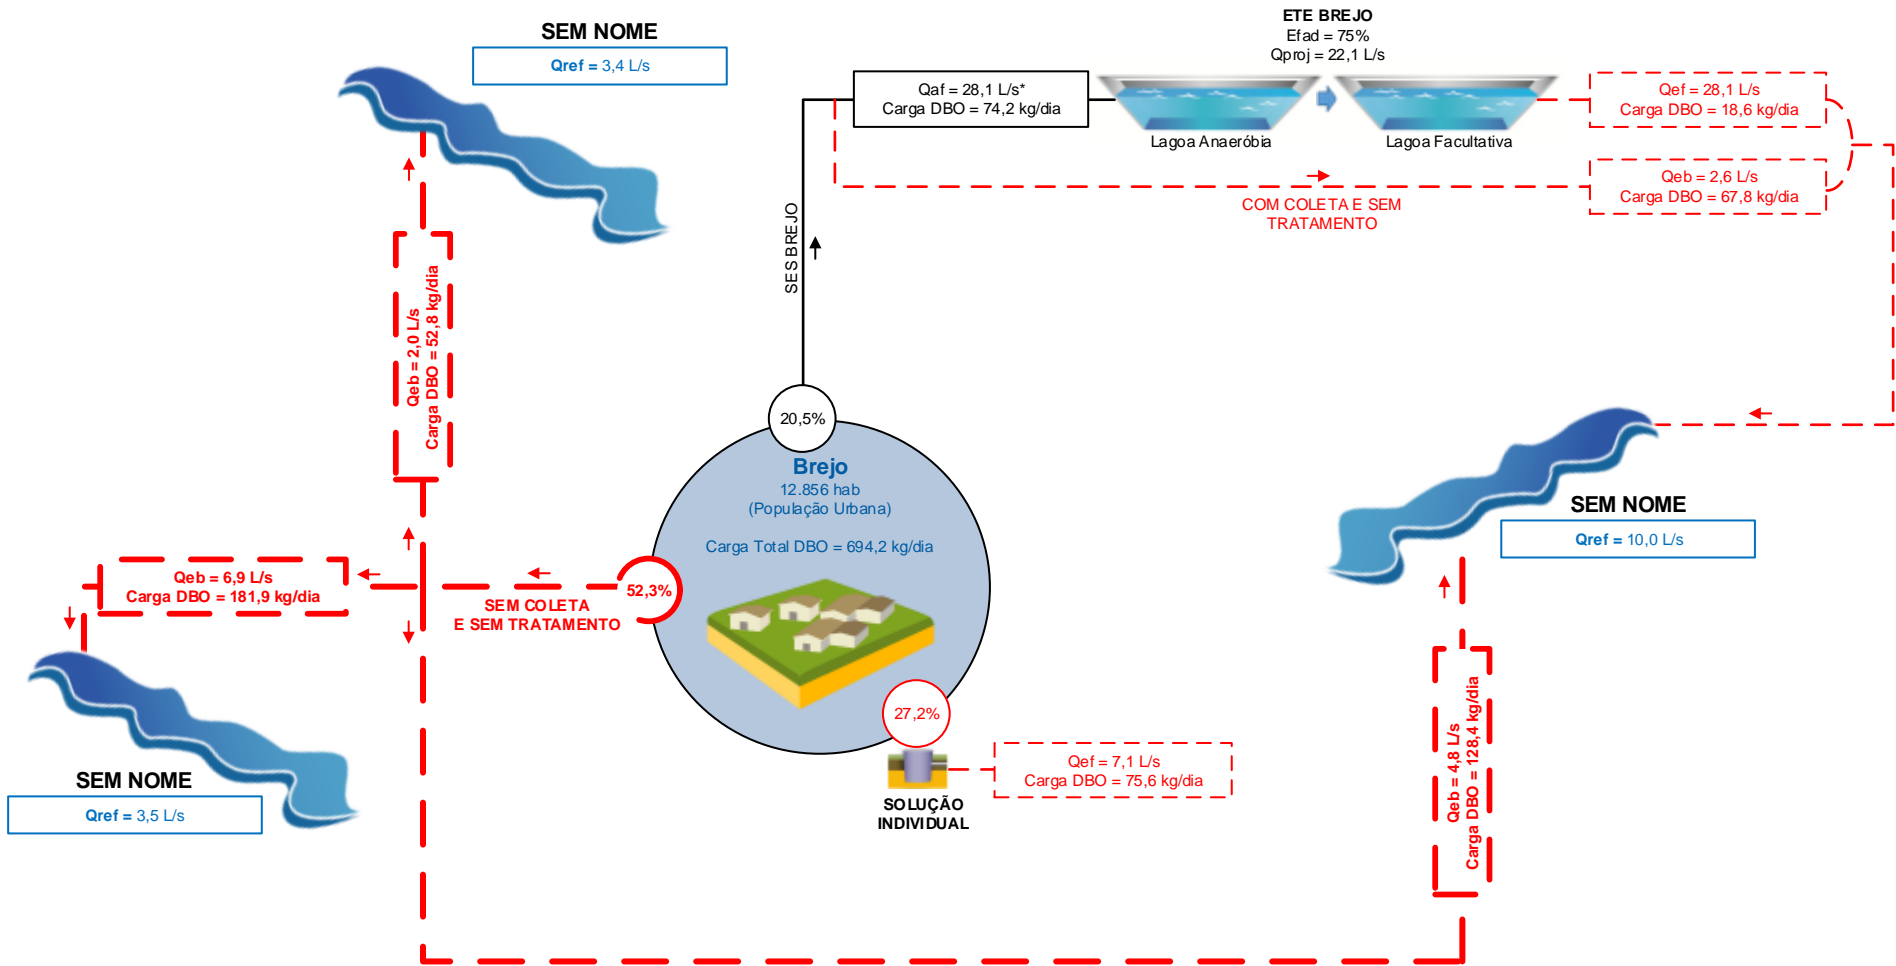 SEM NOME
Qref = 3,4 L/s
ETE BREJO
Efad = 75%
Qproj = 22,1 L/s
Qaf = 28,1 L/s*
Carga DBO = 74,2 kg/dia
Lagoa Anaeróbia
Lagoa Facultativa
Qef = 28,1 L/s
Carga DBO = 18,6 kg/dia
Qeb = 2,6 L/s
Carga DBO = 67,8 kg/dia
COM COLETA E SEM
TRATAMENTO
SES BREJO
Qeb = 2,0 L/s
Carga DBO = 52,8 kg/dia
20,5%
Brejo
12.856 hab
(População Urbana)
Carga Total DBO = 694,2 kg/dia
52,3%
SEM COLETA
E SEM TRATAMENTO
Qeb = 6,9 L/s
Carga DBO = 181,9 kg/dia
SEM NOME
Qref = 10,0 L/s
27,2%
Qef = 7,1 L/s
Carga DBO = 75,6 kg/dia
SOLUÇÃO
INDIVIDUAL
SEM NOME
Qref = 3,5 L/s
Qeb = 4,8 L/s
Carga DBO = 128,4 kg/dia